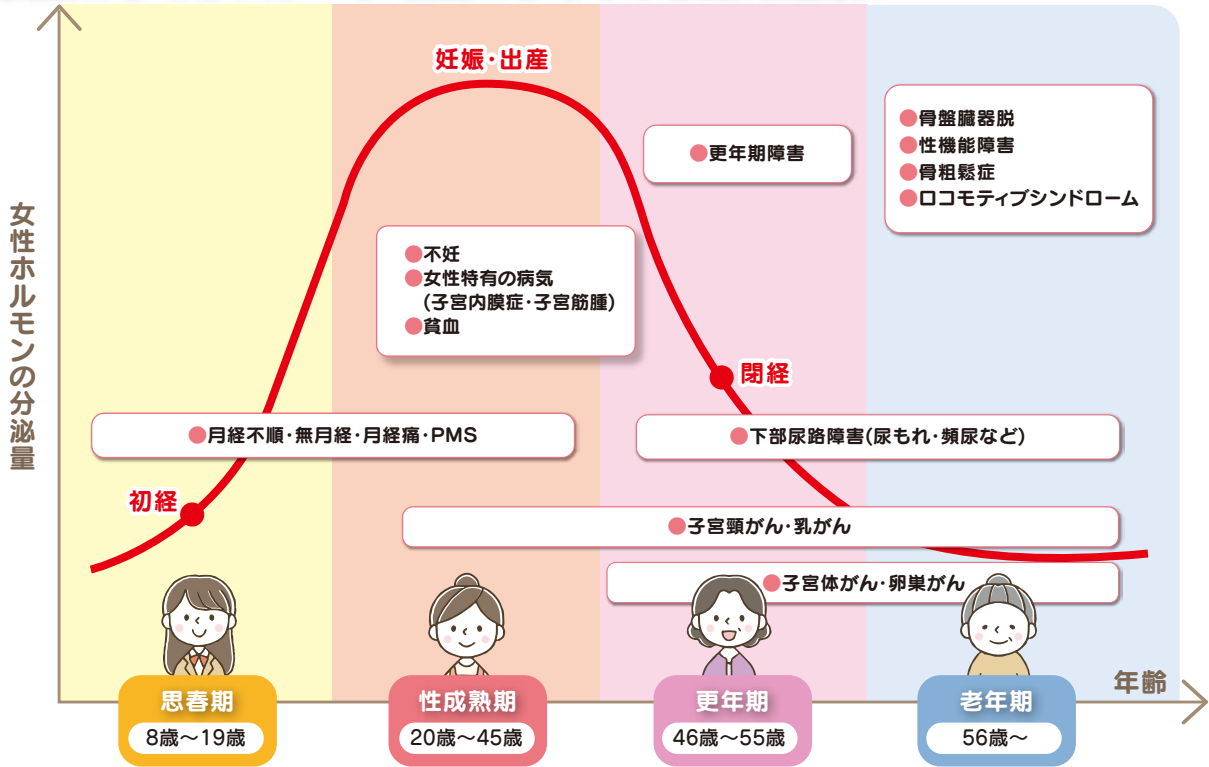 妊娠・出産
●骨盤臓器脱
●性機能障害
●骨粗鬆症
●ロコモティブシンドローム
●更年期障害
女性ホルモンの分泌量
●不妊
●女性特有の病気
(子宮内膜症・子宮筋腫)
●貧血
閉経
●月経不順・無月経・月経痛・PMS
●下部尿路障害(尿もれ・頻尿など)
初経
●子宮頸がん・乳がん
●子宮体がん・卵巣がん
年齢
思春期
8歳〜19歳
性成熟期
20歳〜45歳
更年期
46歳〜55歳
老年期
56歳〜